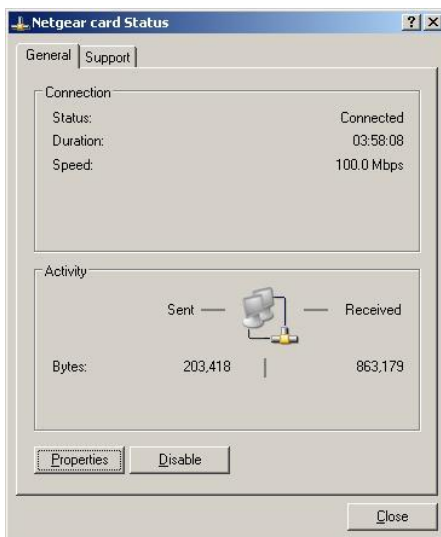 Netgear card Status
General Support
Connection
Status: Connected
Duration: 03:58:08
Speed: 100.0 Mbps
Activity
Sent — — Received
Bytes: 203,418 | 863,179
Properties Disable
Close